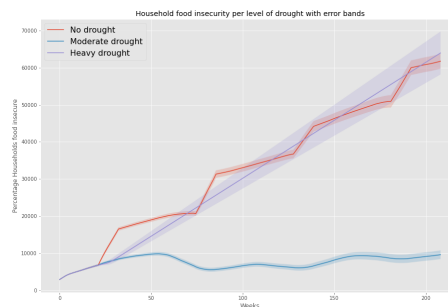 Household food insecurity per level of drought with error bands
No drought
Moderate drought
Heavy drought
Percentage Households food insecure
70000
60000
50000
40000
30000
20000
10000
0
0 50 100 150 200
Weeks